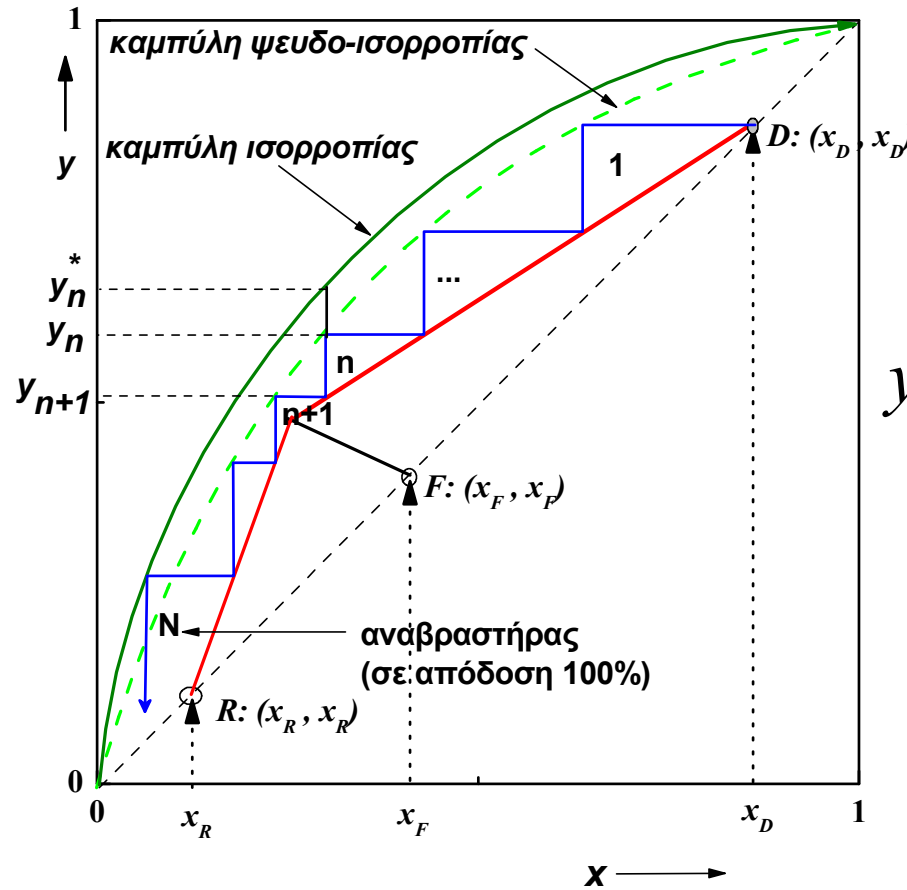 1
καμπύλη ψευδο-ισορροπίας
y
καμπύλη ισορροπίας
D: (x_D , x_D)
1
y_n^*
...
y_n
n
y_{n+1}
n+1
y
F: (x_F , x_F)
N
αναβραστήρας
(σε απόδοση 100%)
R: (x_R , x_R)
0
0
x_R
x_F
x_D
1
x